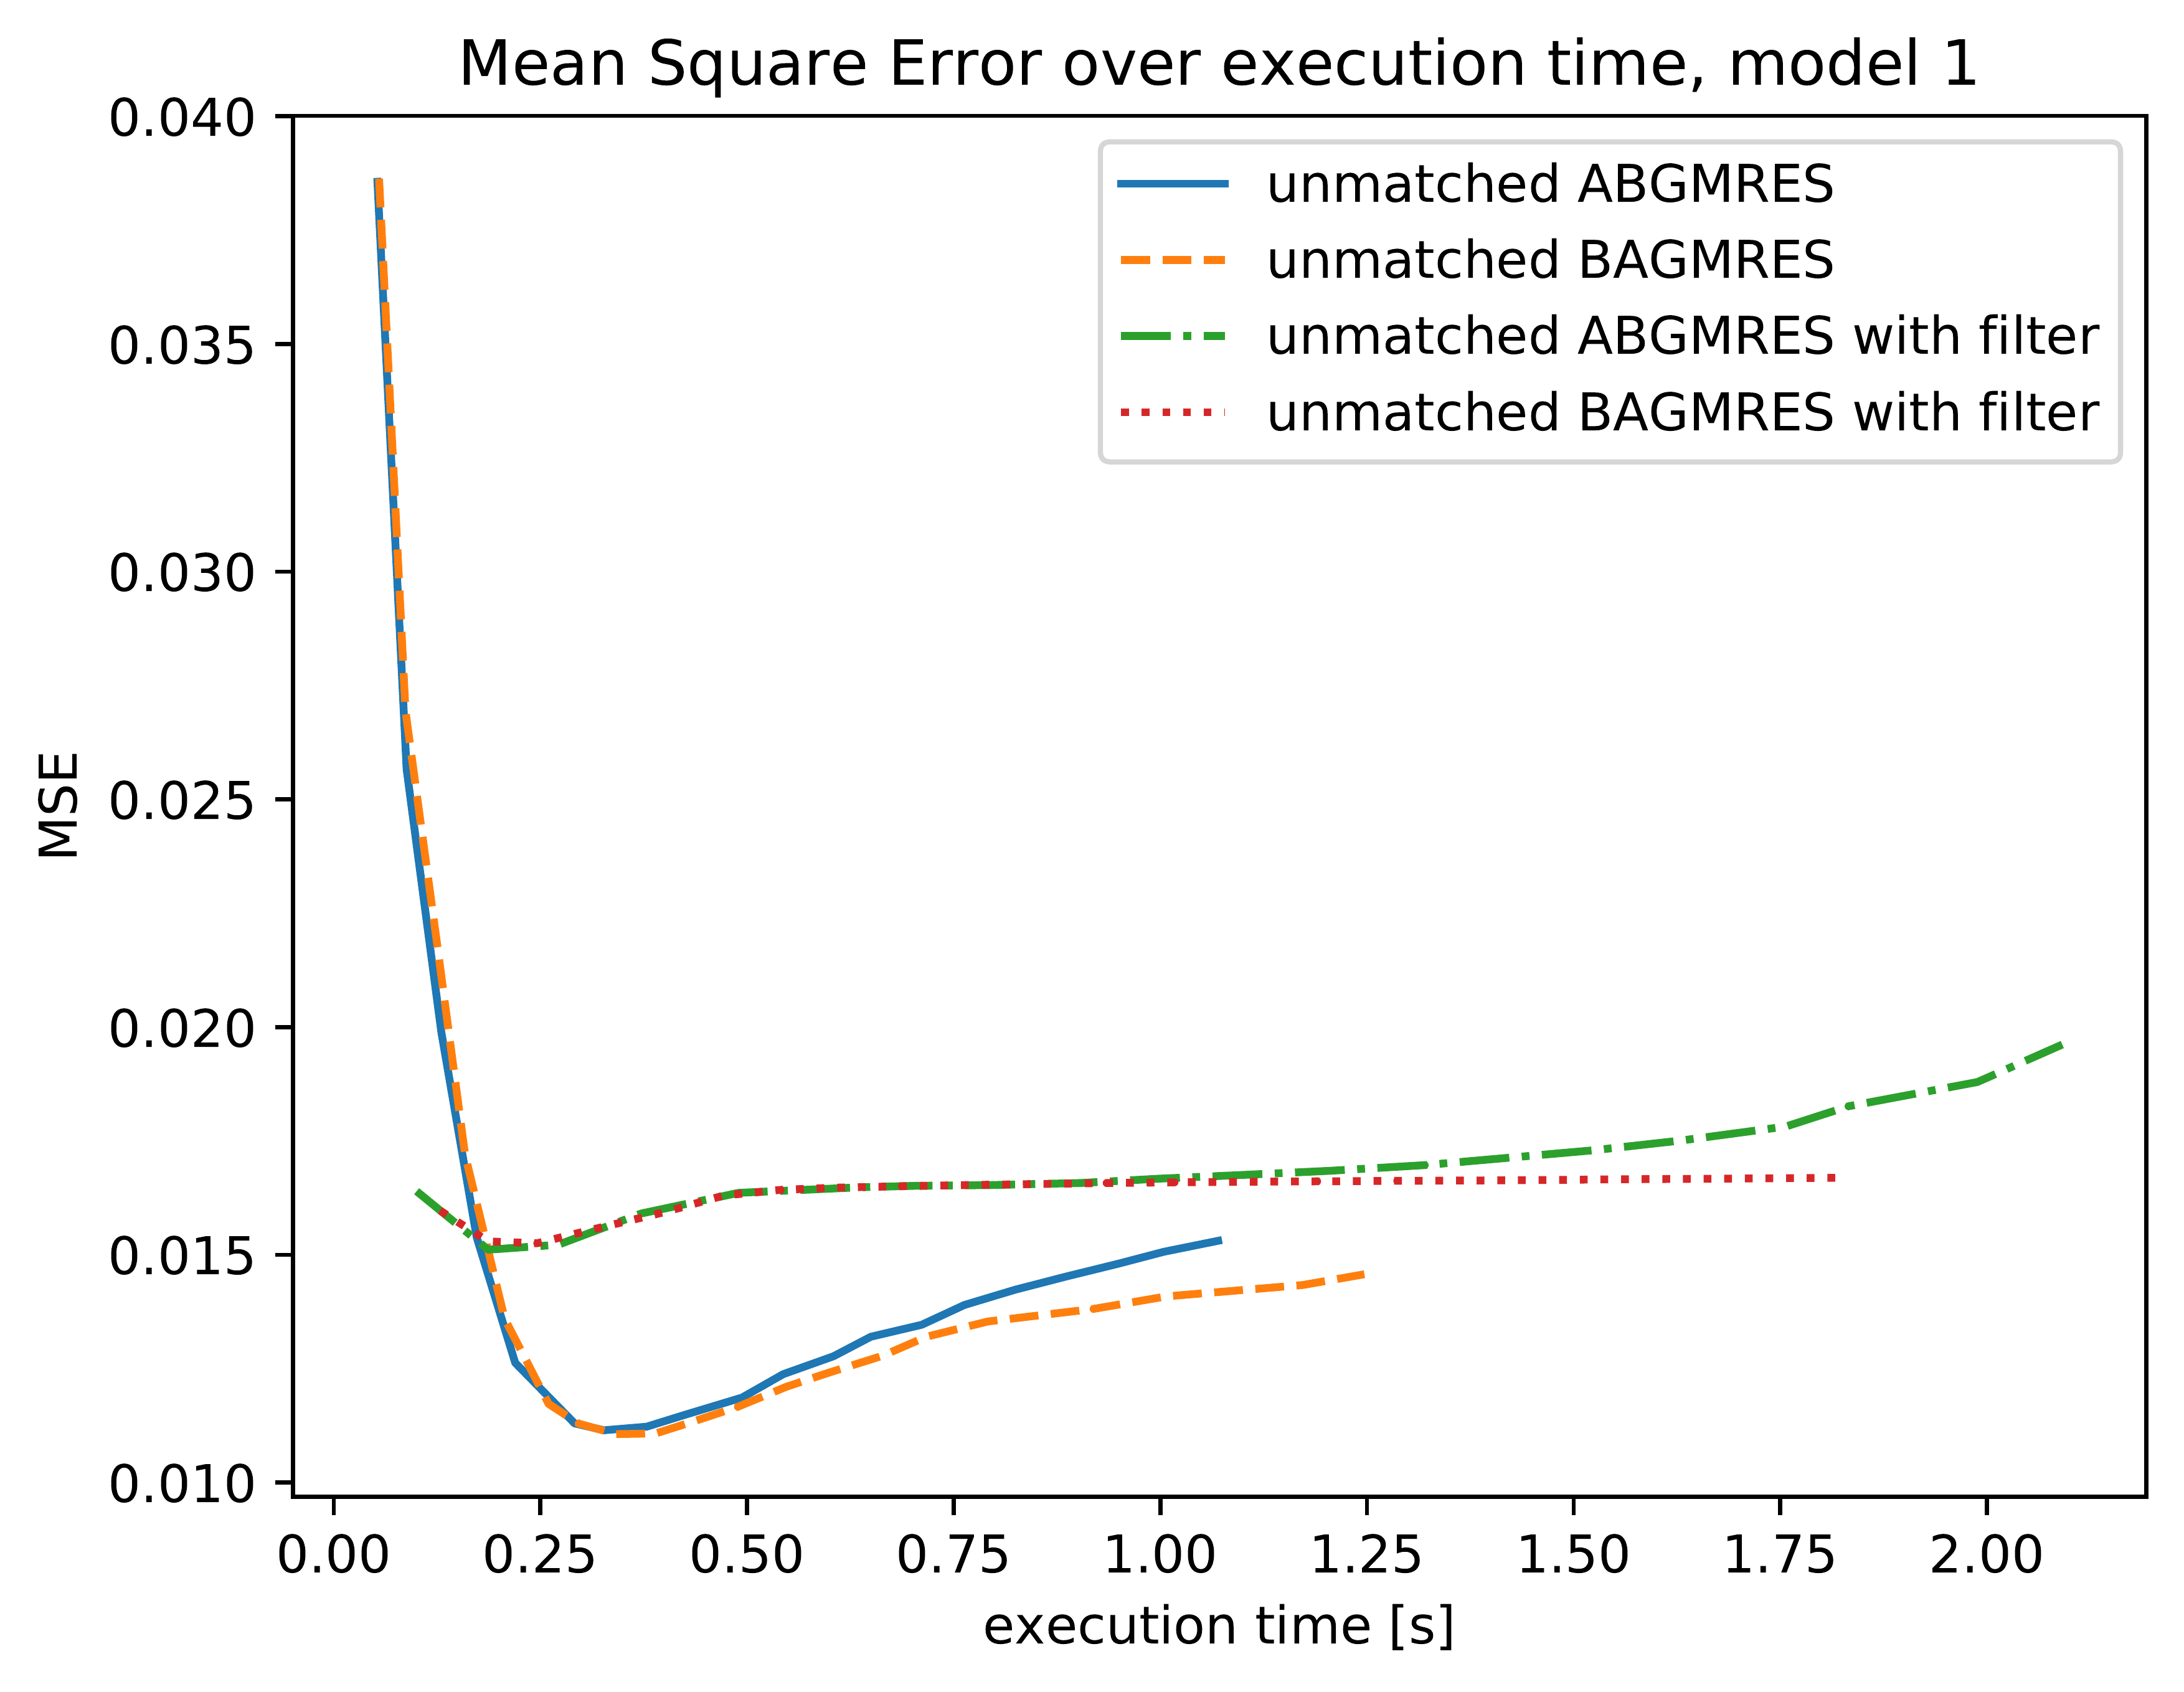 Mean Square Error over execution time, model 1
0.040
0.035
0.030
0.025
0.020
0.015
0.010
MSE
unmatched ABGMRES
unmatched BAGMRES
unmatched ABGMRES with filter
unmatched BAGMRES with filter
0.00 0.25 0.50 0.75 1.00 1.25 1.50 1.75 2.00
execution time [s]